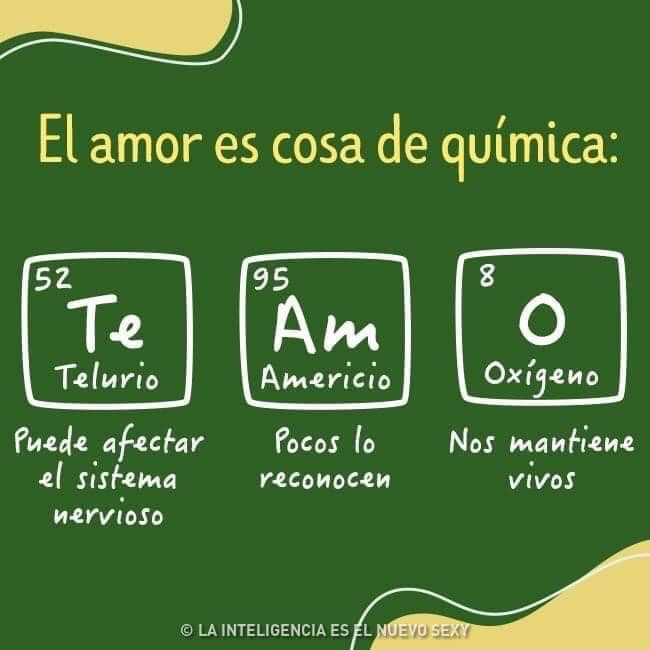 El amor es cosa de química:
52 95 8
Te Am O
Telurio Americio Oxígeno
Puede afectar Pocos lo Nos mantiene
el sistema reconocen vivos
nervioso
© LA INTELIGENCIA ES EL NUEVO SEXY